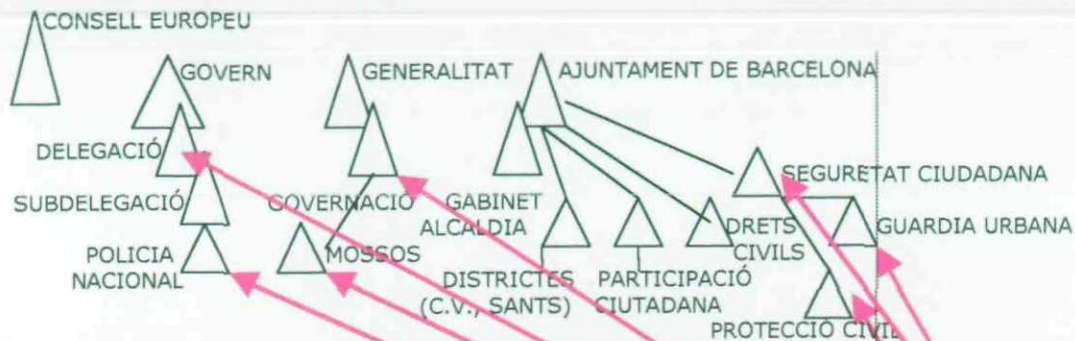 CONSELL EUROPEU
GOVERN
GENERALITAT
AJUNTAMENT DE BARCELONA
DELEGACIÓ
SEGURETAT CIUDADANA
SUBDELEGACIÓ
GOVERNACIÓ
GABINET
ALCALDIA
DRETS
CIVILS
GUARDIA URBANA
POLICIA
NACIONAL
MOSSOS
DISTRICTES
(C.V., SANTS)
PARTICIPACIÓ
CIUTADANA
PROTECCIÓ CIVIL